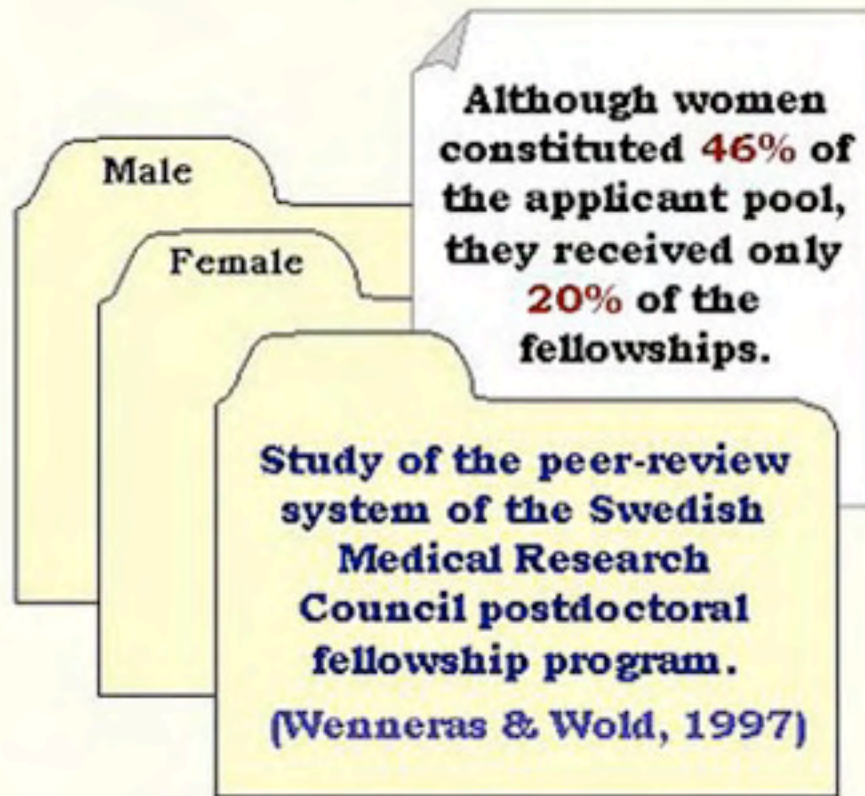 Male
Female
Although women
constituted 46% of
the applicant pool,
they received only
20% of the
fellowships.
Study of the peer-review
system of the Swedish
Medical Research
Council postdoctoral
fellowship program.
(Wenneras & Wold, 1997)